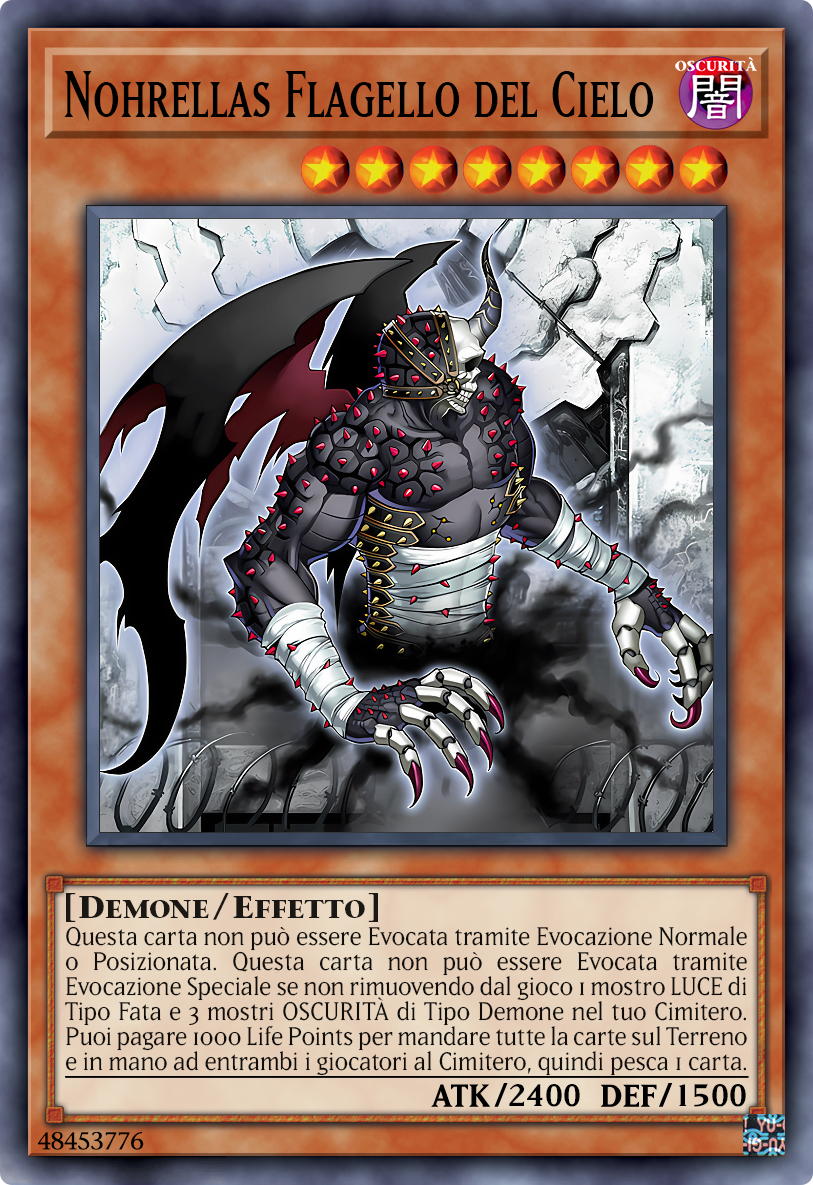 Nohrellas Flagello del Cielo
OSCURITÀ
闇
[Demone/Effetto]
Questa carta non può essere Evocata tramite Evocazione Normale
o Posizionata. Questa carta non può essere Evocata tramite
Evocazione Speciale se non rimuovendo dal gioco 1 mostro LUCE di
Tipo Fata e 3 mostri OSCURITÀ di Tipo Demone nel tuo Cimitero.
Puoi pagare 1000 Life Points per mandare tutte la carte sul Terreno
e in mano ad entrambi i giocatori al Cimitero, quindi pesca 1 carta.
ATK/2400 DEF/1500
48453776